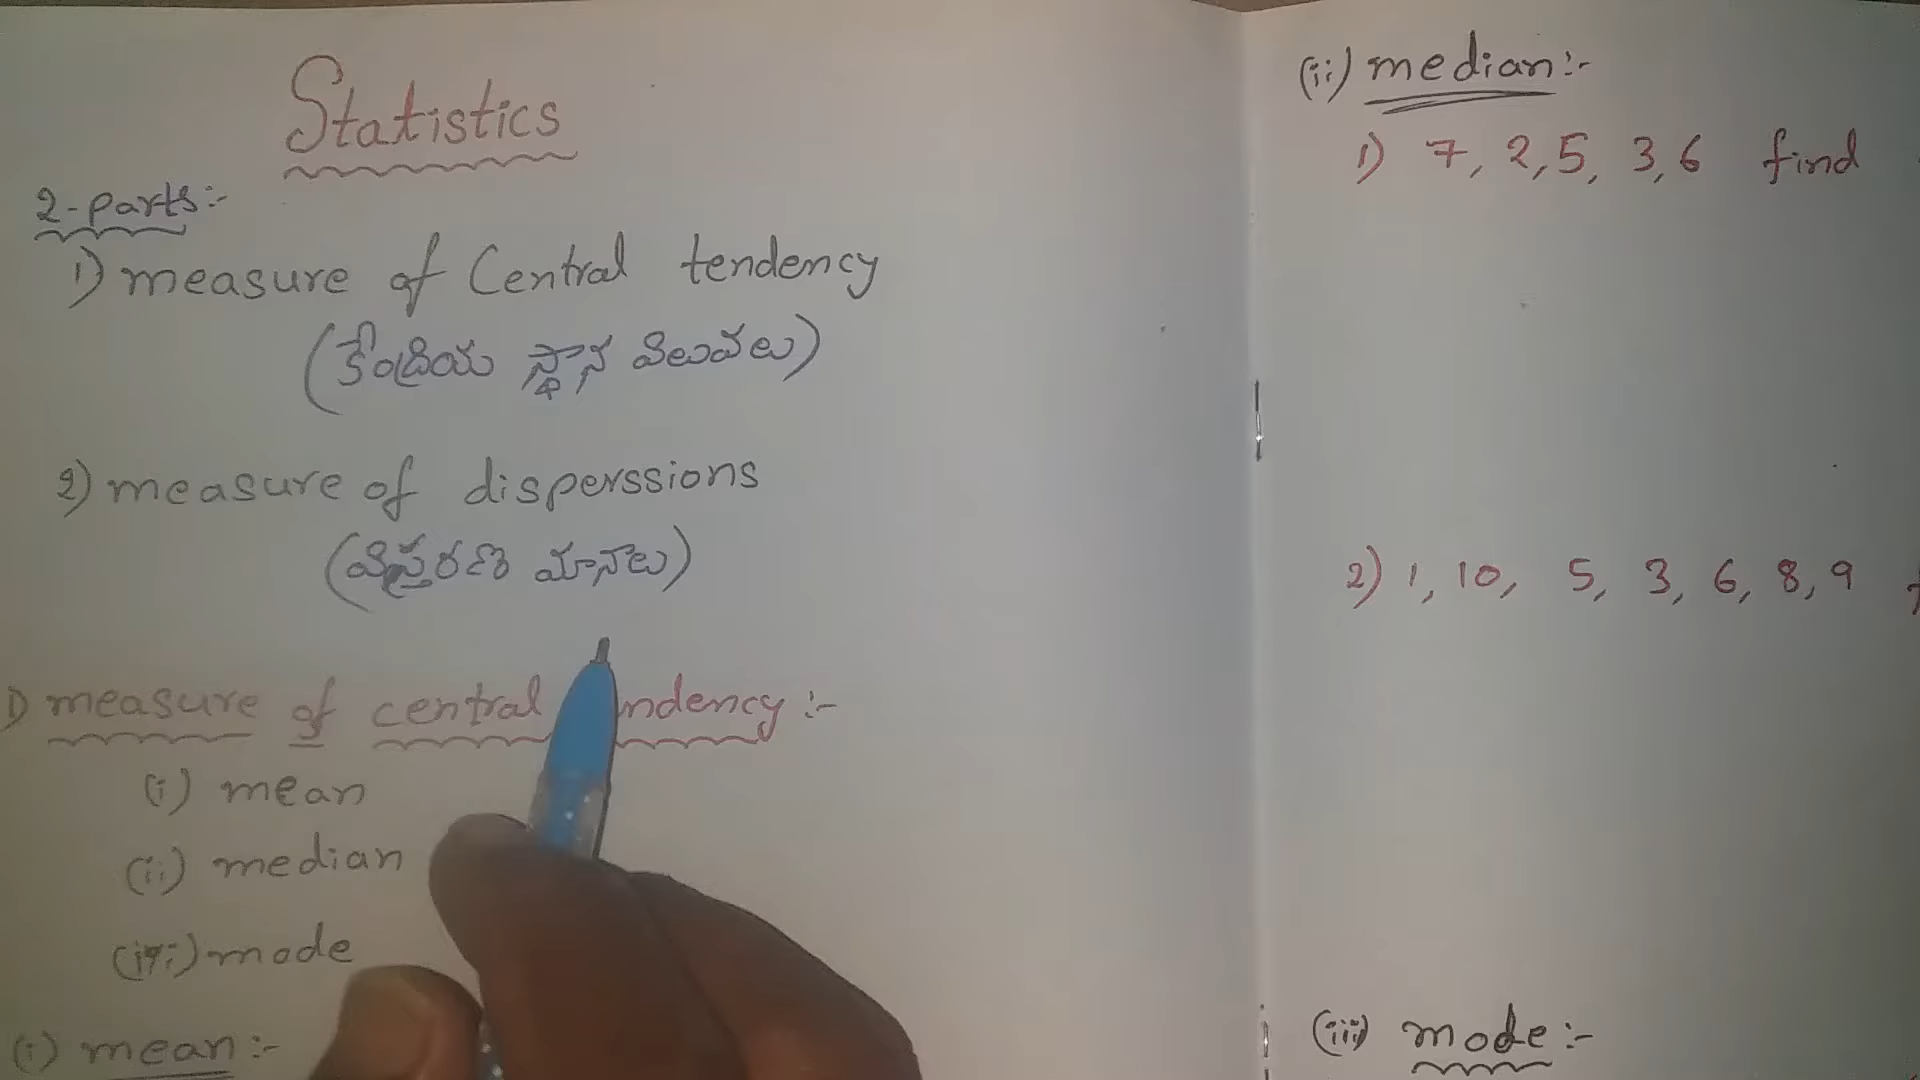 Statistics
2-parts:-
1) measure of Central tendency
(కేంద్రియ స్థాన విలువలు)
2) measure of disperssions
(విస్తరణ మానాలు)
1) measure of central ndency :-
(i) mean
(ii) median
(iii) mode
(i) mean :-
(ii) median :-
1) 7, 2, 5, 3, 6 find
2) 1, 10, 5, 3, 6, 8, 9
(iii) mode :-